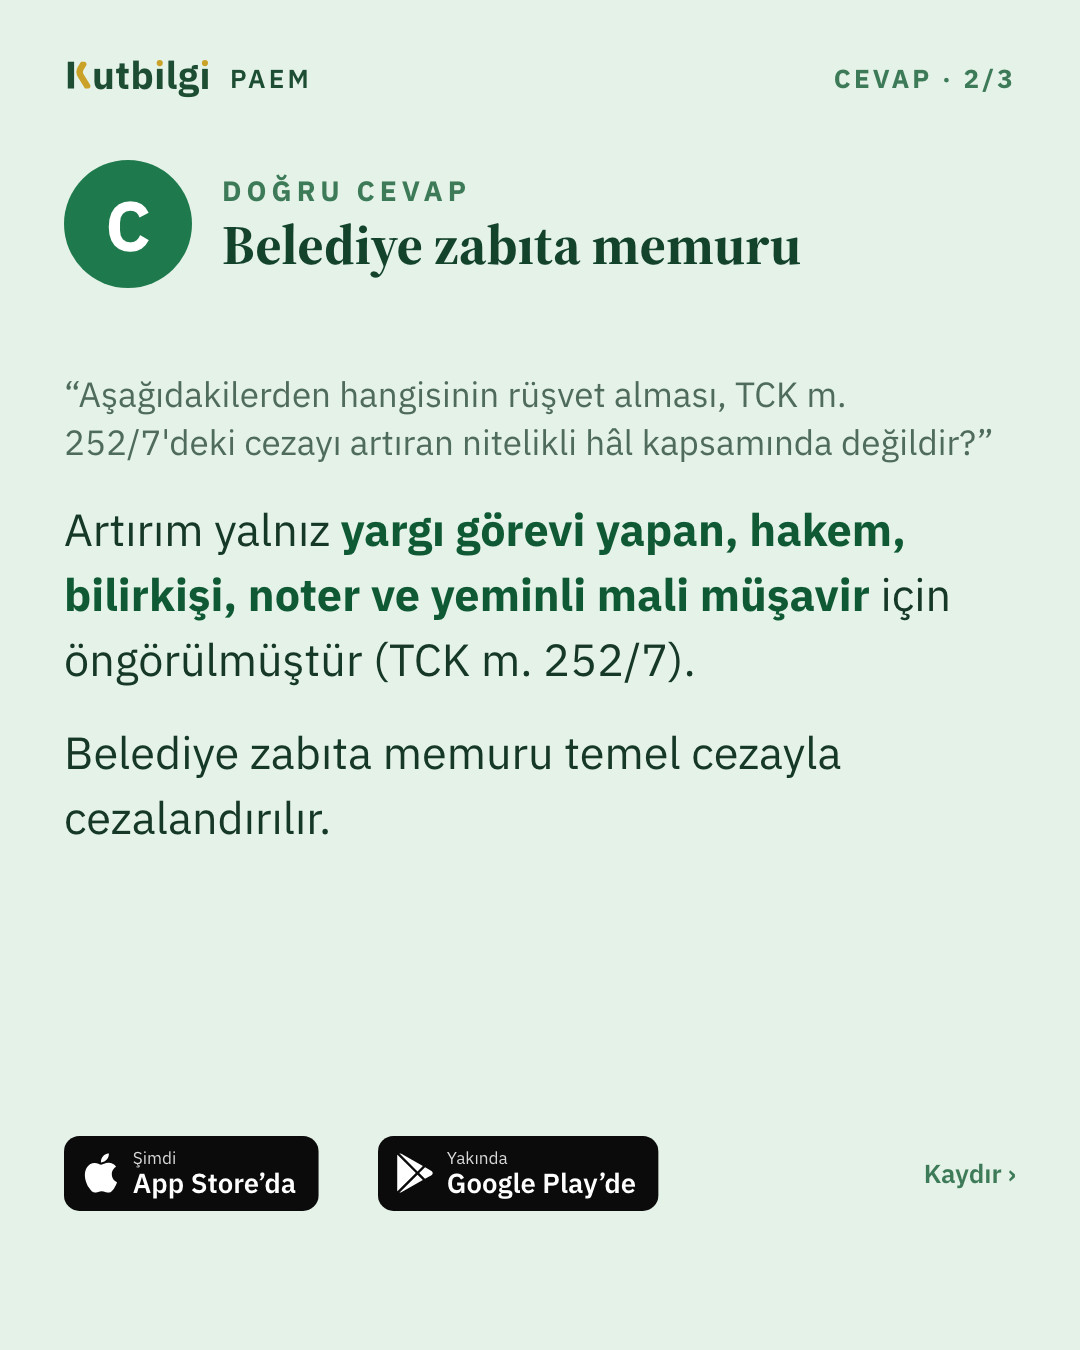 Kutbilgi PAEM
CEVAP · 2/3
C
DOĞRU CEVAP
Belediye zabıta memuru
“Aşağıdakilerden hangisinin rüşvet alması, TCK m.
252/7'deki cezayı artıran nitelikli hâl kapsamında değildir?”
Artırım yalnız yargı görevi yapan, hakem,
bilirkişi, noter ve yeminli mali müşavir için
öngörülmüştür (TCK m. 252/7).
Belediye zabıta memuru temel cezayla
cezalandırılır.
Şimdi
App Store’da
Yakında
Google Play’de
Kaydır ›